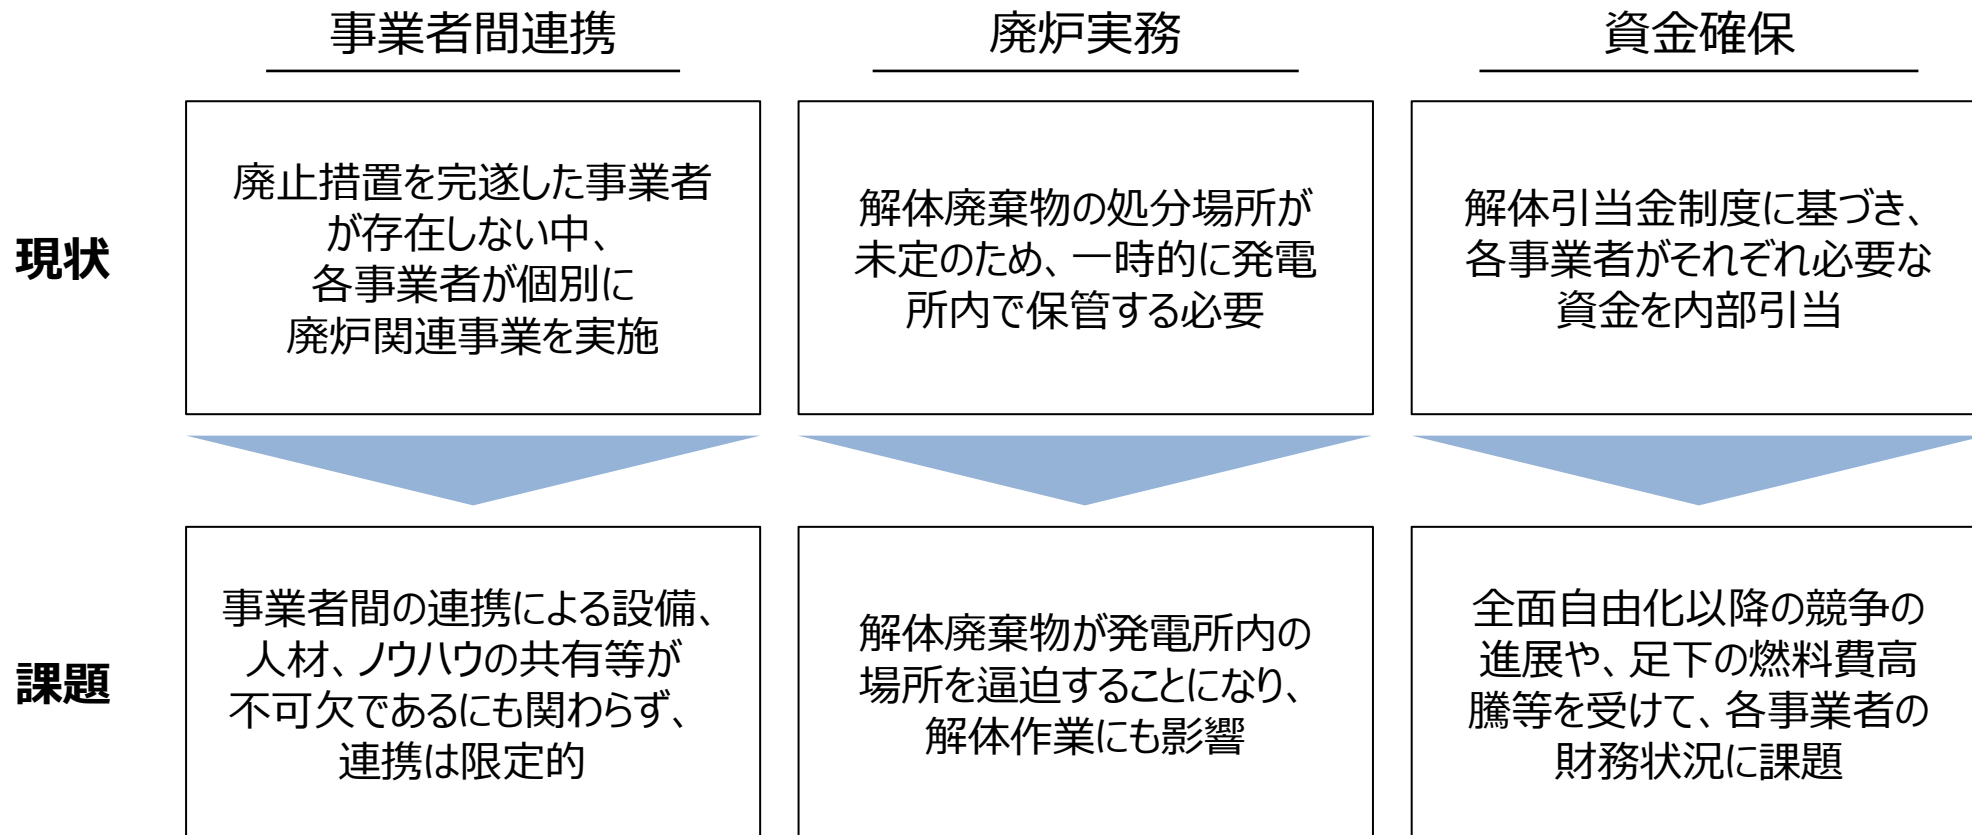 事業者間連携
廃炉実務
資金確保
現状
廃止措置を完遂した事業者
が存在しない中、
各事業者が個別に
廃炉関連事業を実施
解体廃棄物の処分場所が
未定のため、一時的に発電
所内で保管する必要
解体引当金制度に基づき、
各事業者がそれぞれ必要な
資金を内部引当
課題
事業者間の連携による設備、
人材、ノウハウの共有等が
不可欠であるにも関わらず、
連携は限定的
解体廃棄物が発電所内の
場所を逼迫することになり、
解体作業にも影響
全面自由化以降の競争の
進展や、足下の燃料費高
騰等を受けて、各事業者の
財務状況に課題